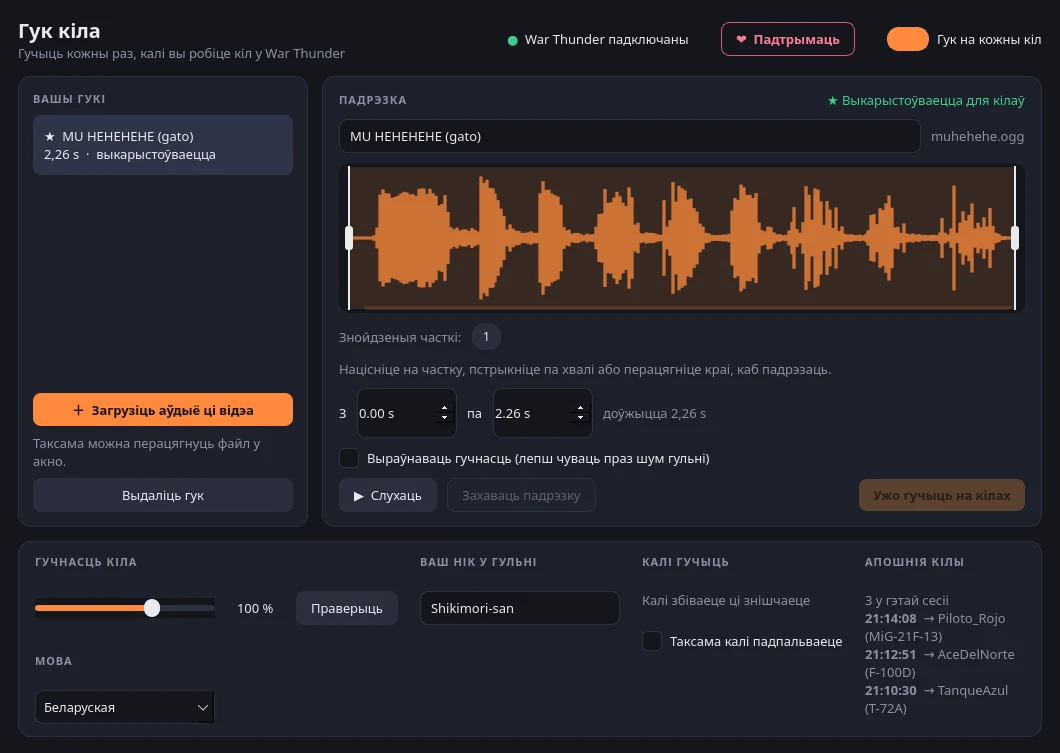 Гук кіла
Гучыць кожны раз, калі вы робіце кіл у War Thunder
War Thunder падключаны
❤ Падтрымаць
Гук на кожны кіл
ВАШЫ ГУКІ
★ MU HEHEHEHE (gato)
2,26 s · выкарыстоўваецца
+ Загрузіць аўдыё ці відэа
Таксама можна перацягнуць файл у
акно.
Выдаліць гук
ПАДРЭЗКА
★ Выкарыстоўваецца для кілаў
MU HEHEHEHE (gato)
muhehehe.ogg
Знойдзеныя часткі: 1
Націсніце на частку, пстрыкніце па хвалі або перацягніце краі, каб падрэзаць.
З 0.00 s па 2.26 s доўжыцца 2,26 s
Выраўнаваць гучнасць (лепш чуваць праз шум гульні)
▶ Слухаць
Захаваць падрэзку
Ужо гучыць на кілах
ГУЧНАСЦЬ КІЛА
100 %
Праверыць
МОВА
Беларуская
ВАШ НІК У ГУЛЬНІ
Shikimori-san
КАЛІ ГУЧЫЦЬ
Калі збіваеце ці знішчаеце
Таксама калі падпальваеце
АПОШНІЯ КІЛЫ
3 у гэтай сесіі
21:14:08 → Piloto_Rojo
(MiG-21F-13)
21:12:51 → AceDelNorte
(F-100D)
21:10:30 → TanqueAzul
(T-72A)